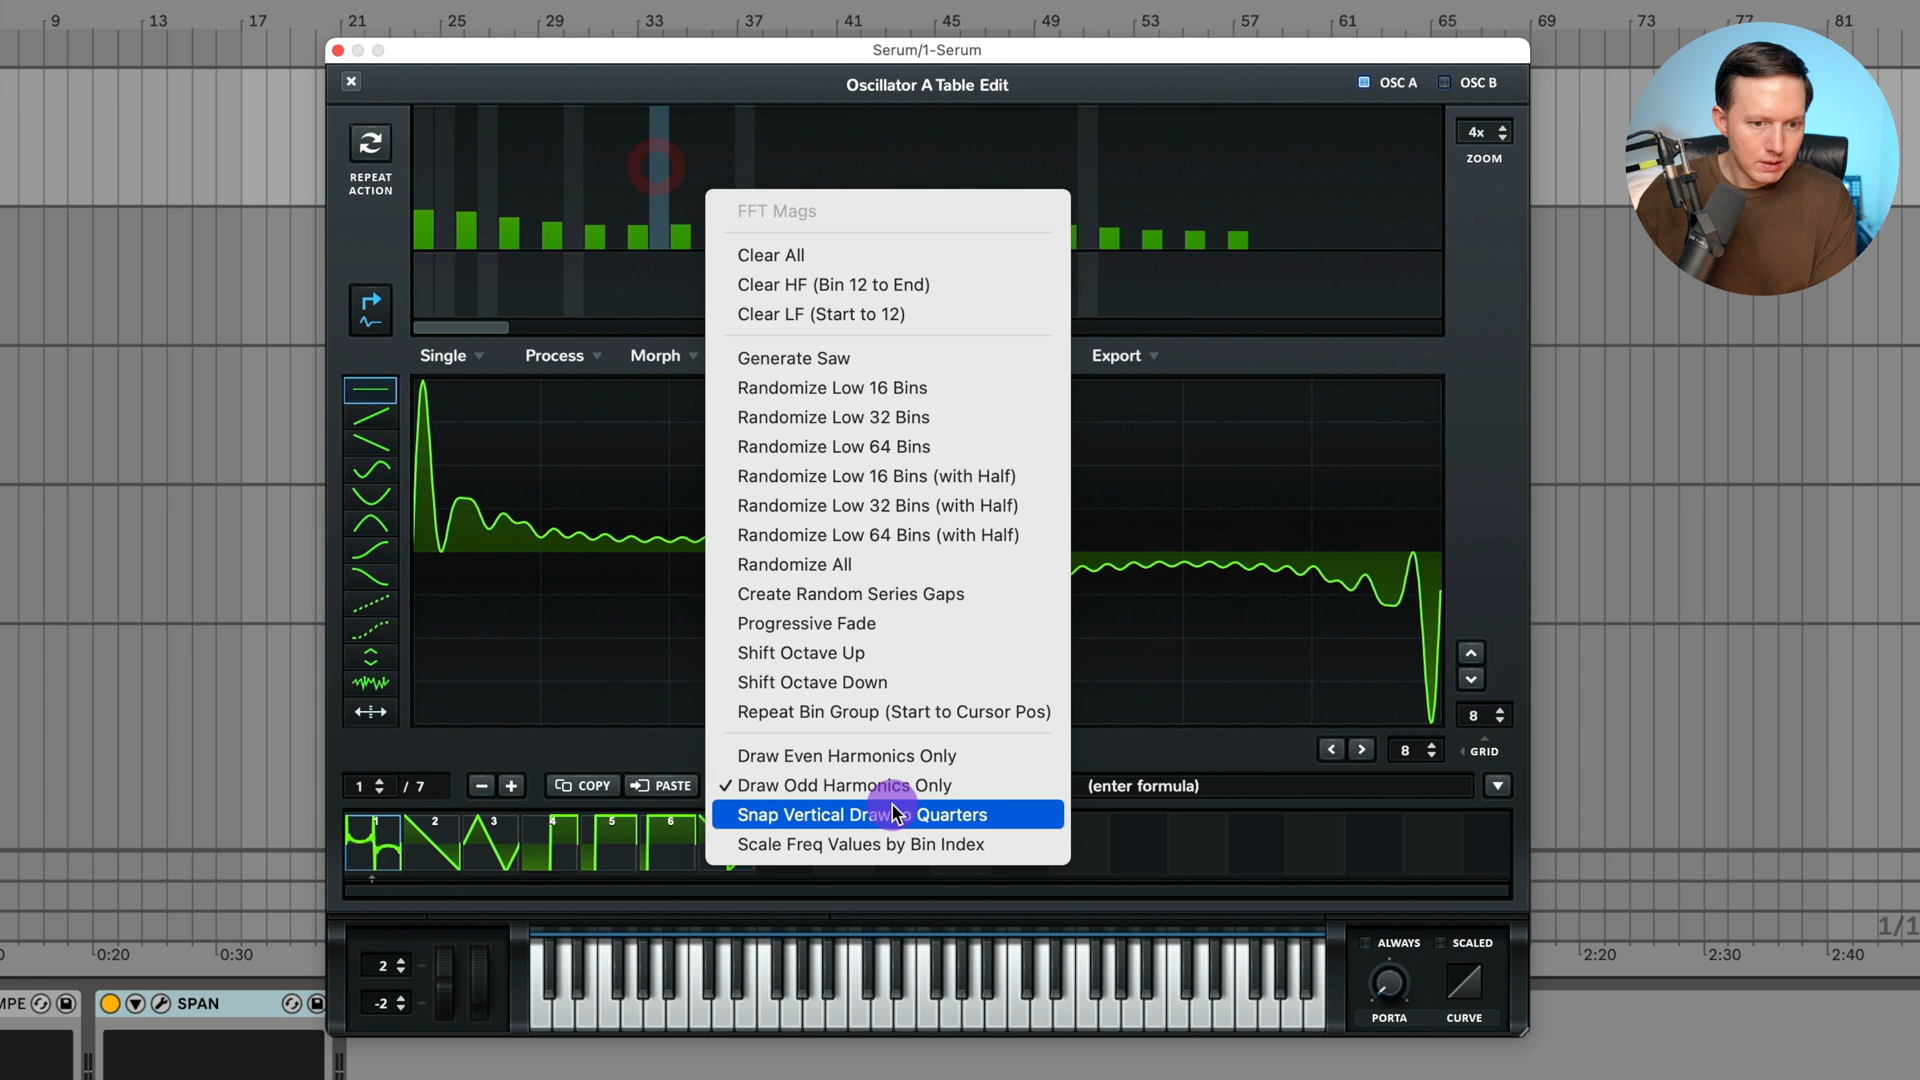 9 13 17 21 25 29 33 37 41 45 49 53 57 61 65 69 73 77 81
Serum/1-Serum
Oscillator A Table Edit
OSC A OSC B
4x
ZOOM
REPEAT
ACTION
FFT Mags
Clear All
Clear HF (Bin 12 to End)
Clear LF (Start to 12)
Single Process Morph Export
Generate Saw
Randomize Low 16 Bins
Randomize Low 32 Bins
Randomize Low 64 Bins
Randomize Low 16 Bins (with Half)
Randomize Low 32 Bins (with Half)
Randomize Low 64 Bins (with Half)
Randomize All
Create Random Series Gaps
Progressive Fade
Shift Octave Up
Shift Octave Down
Repeat Bin Group (Start to Cursor Pos)
8
8 GRID
Draw Even Harmonics Only
✓ Draw Odd Harmonics Only
1 / 7 COPY PASTE (enter formula)
Snap Vertical Draw Quarters
1 2 3 4 5 6
Scale Freq Values by Bin Index
1/1
ALWAYS SCALED
0:20 0:30 2:20 2:30 2:40
2
-2
MPE SPAN
PORTA CURVE